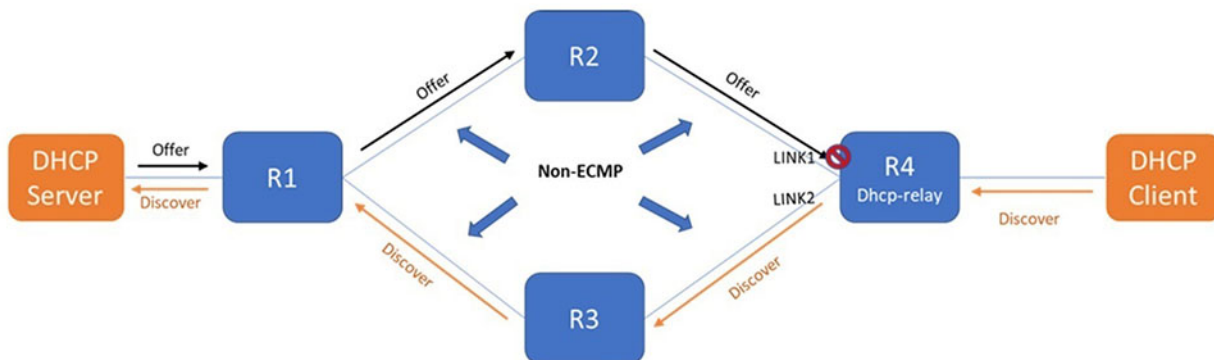 R2
Offer
Offer
DHCP
Server
Offer
Discover
R1
Non-ECMP
LINK1
LINK2
R4
Dhcp-relay
DHCP
Client
Discover
Discover
Discover
R3